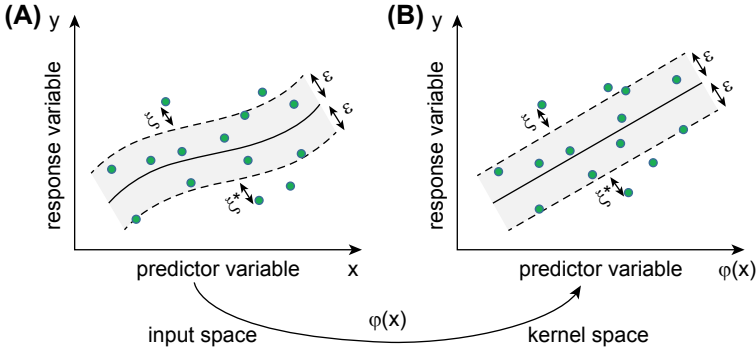 (A)
y
response variable
ξ
ξ*
ε
ε
predictor variable
x
input space
φ(x)
(B)
y
response variable
ξ
ξ*
ε
ε
predictor variable
φ(x)
kernel space